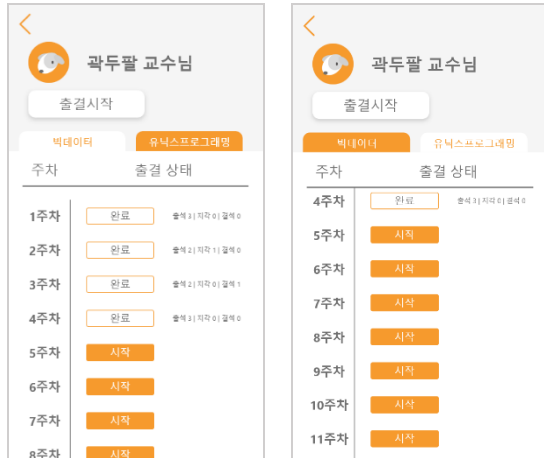 곽두팔 교수님
출결시작
빅데이터 유닉스프로그래밍
주차 출결 상태
1주차 완료 출석 3 | 지각 0 | 결석 0
2주차 완료 출석 2 | 지각 1 | 결석 0
3주차 완료 출석 2 | 지각 0 | 결석 1
4주차 완료 출석 3 | 지각 0 | 결석 0
5주차 시작
6주차 시작
7주차 시작
8주차 시작
곽두팔 교수님
출결시작
빅데이터 유닉스프로그래밍
주차 출결 상태
4주차 완료 출석 3 | 지각 0 | 결석 0
5주차 시작
6주차 시작
7주차 시작
8주차 시작
9주차 시작
10주차 시작
11주차 시작